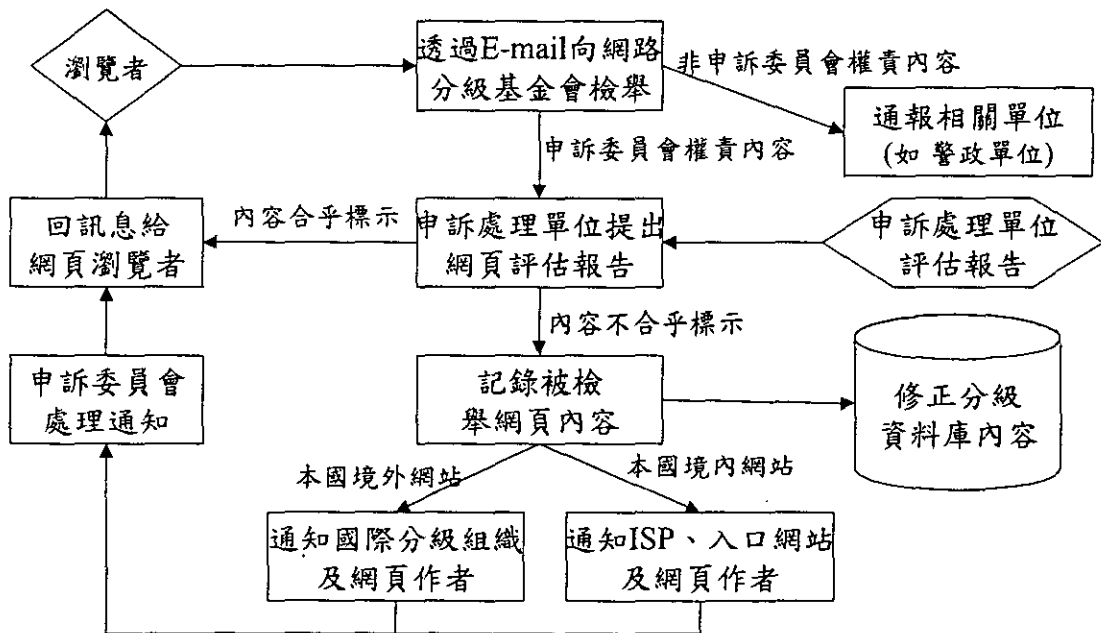 瀏覽者
透過E-mail向網路
分級基金會檢舉
非申訴委員會權責內容
通報相關單位
(如 警政單位)
申訴委員會權責內容
回訊息給
網頁瀏覽者
內容合乎標示
申訴處理單位提出
網頁評估報告
申訴處理單位
評估報告
內容不合乎標示
申訴委員會
處理通知
記錄被檢
舉網頁內容
修正分級
資料庫內容
本國境外網站
本國境內網站
通知國際分級組織
及網頁作者
通知ISP、入口網站
及網頁作者